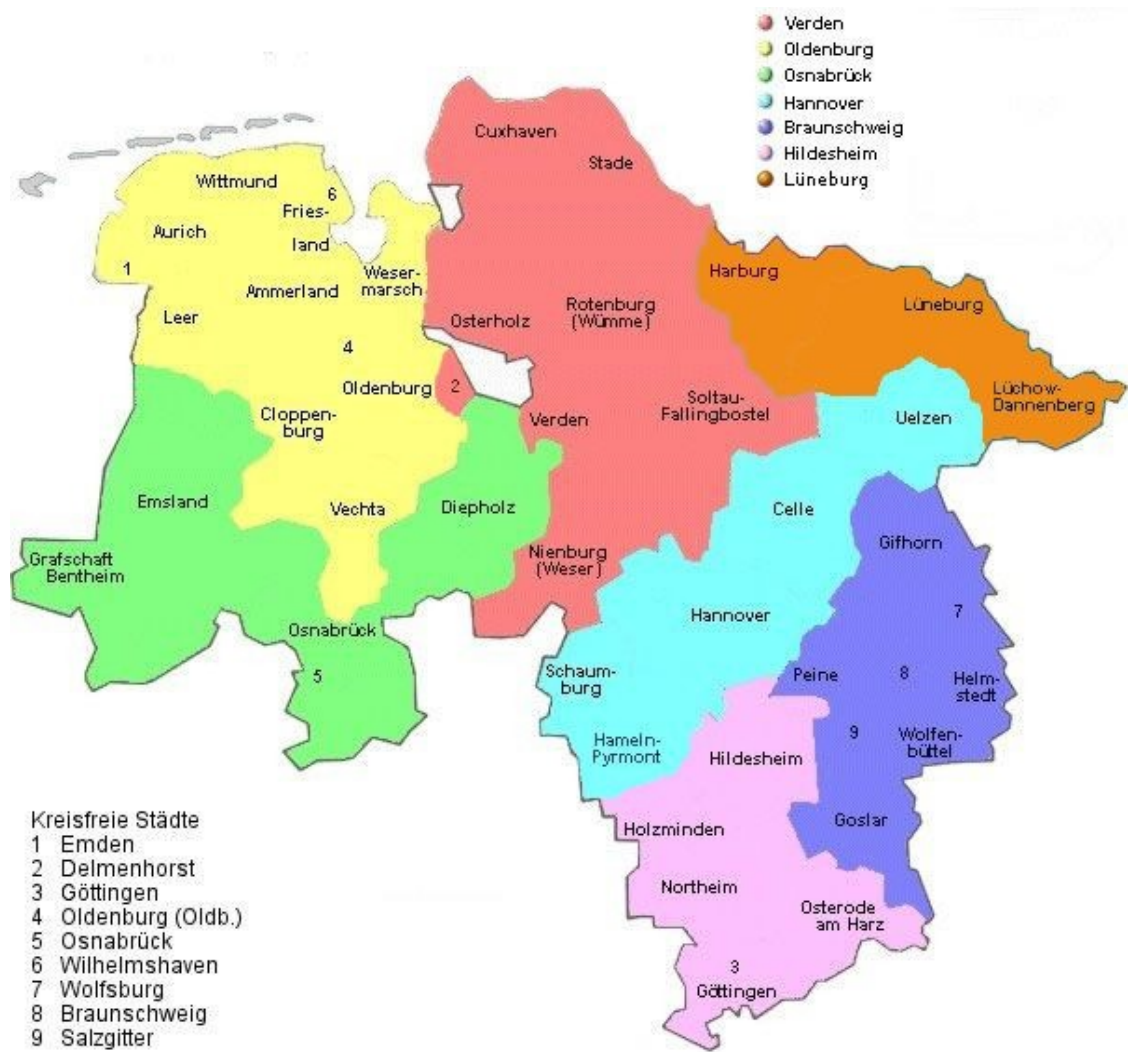 Verden
Oldenburg
Osnabrück
Hannover
Braunschweig
Hildesheim
Lüneburg
Cuxhaven
Stade
Wittmund
6
Fries-
land
Aurich
1
Weser-
marsch
Ammerland
Leer
4
Oldenburg
2
Osterholz
Rotenburg
(Wümme)
Harburg
Lüneburg
Lüchow-
Dannenberg
Soltau-
Fallingbostel
Verden
Uelzen
Cloppen-
burg
Emsland
Vechta
Diepholz
Celle
Gifhorn
Grafschaft
Bentheim
Nienburg
(Weser)
Hannover
7
Osnabrück
5
Schaum-
burg
Peine
8
Helm-
stedt
9
Wolfen-
büttel
Hameln-
Pyrmont
Hildesheim
Holzminden
Goslar
Northeim
Osterode
am Harz
3
Göttingen
Kreisfreie Städte
1 Emden
2 Delmenhorst
3 Göttingen
4 Oldenburg (Oldb.)
5 Osnabrück
6 Wilhelmshaven
7 Wolfsburg
8 Braunschweig
9 Salzgitter